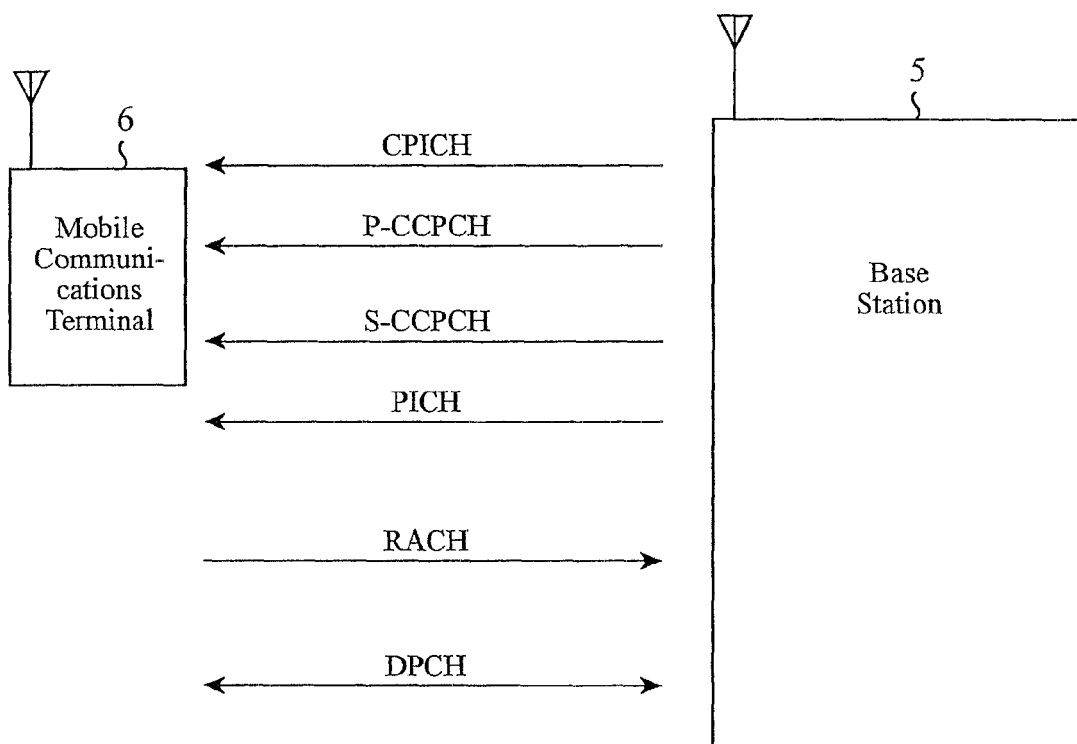 5
6
CPICH
Mobile
Communi-
cations
Terminal
P-CCPCH
Base
Station
S-CCPCH
PICH
RACH
DPCH